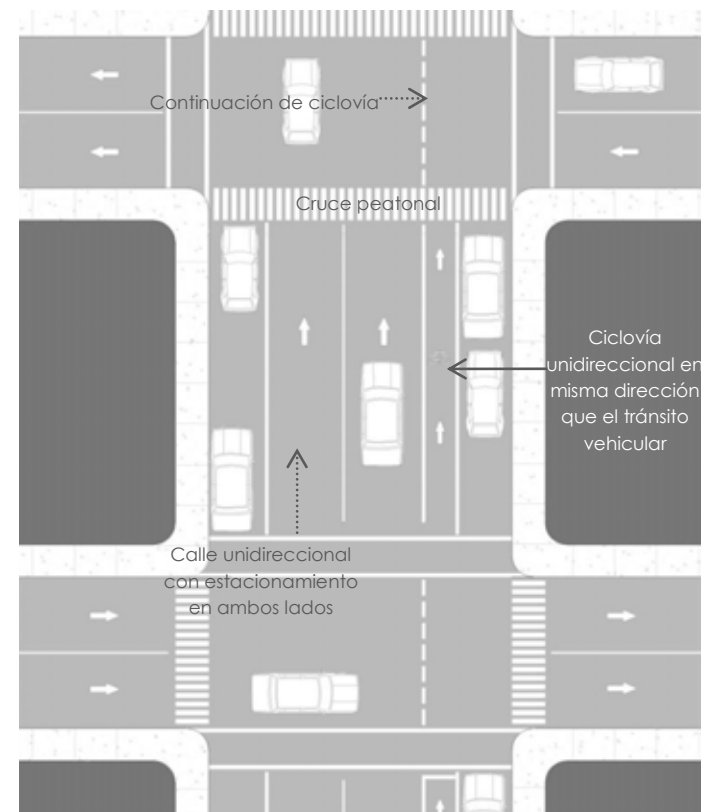 Continuación de ciclovía
Cruce peatonal
Ciclovía
unidireccional en
misma dirección
que el tránsito
vehicular
Calle unidireccional
con estacionamiento
en ambos lados